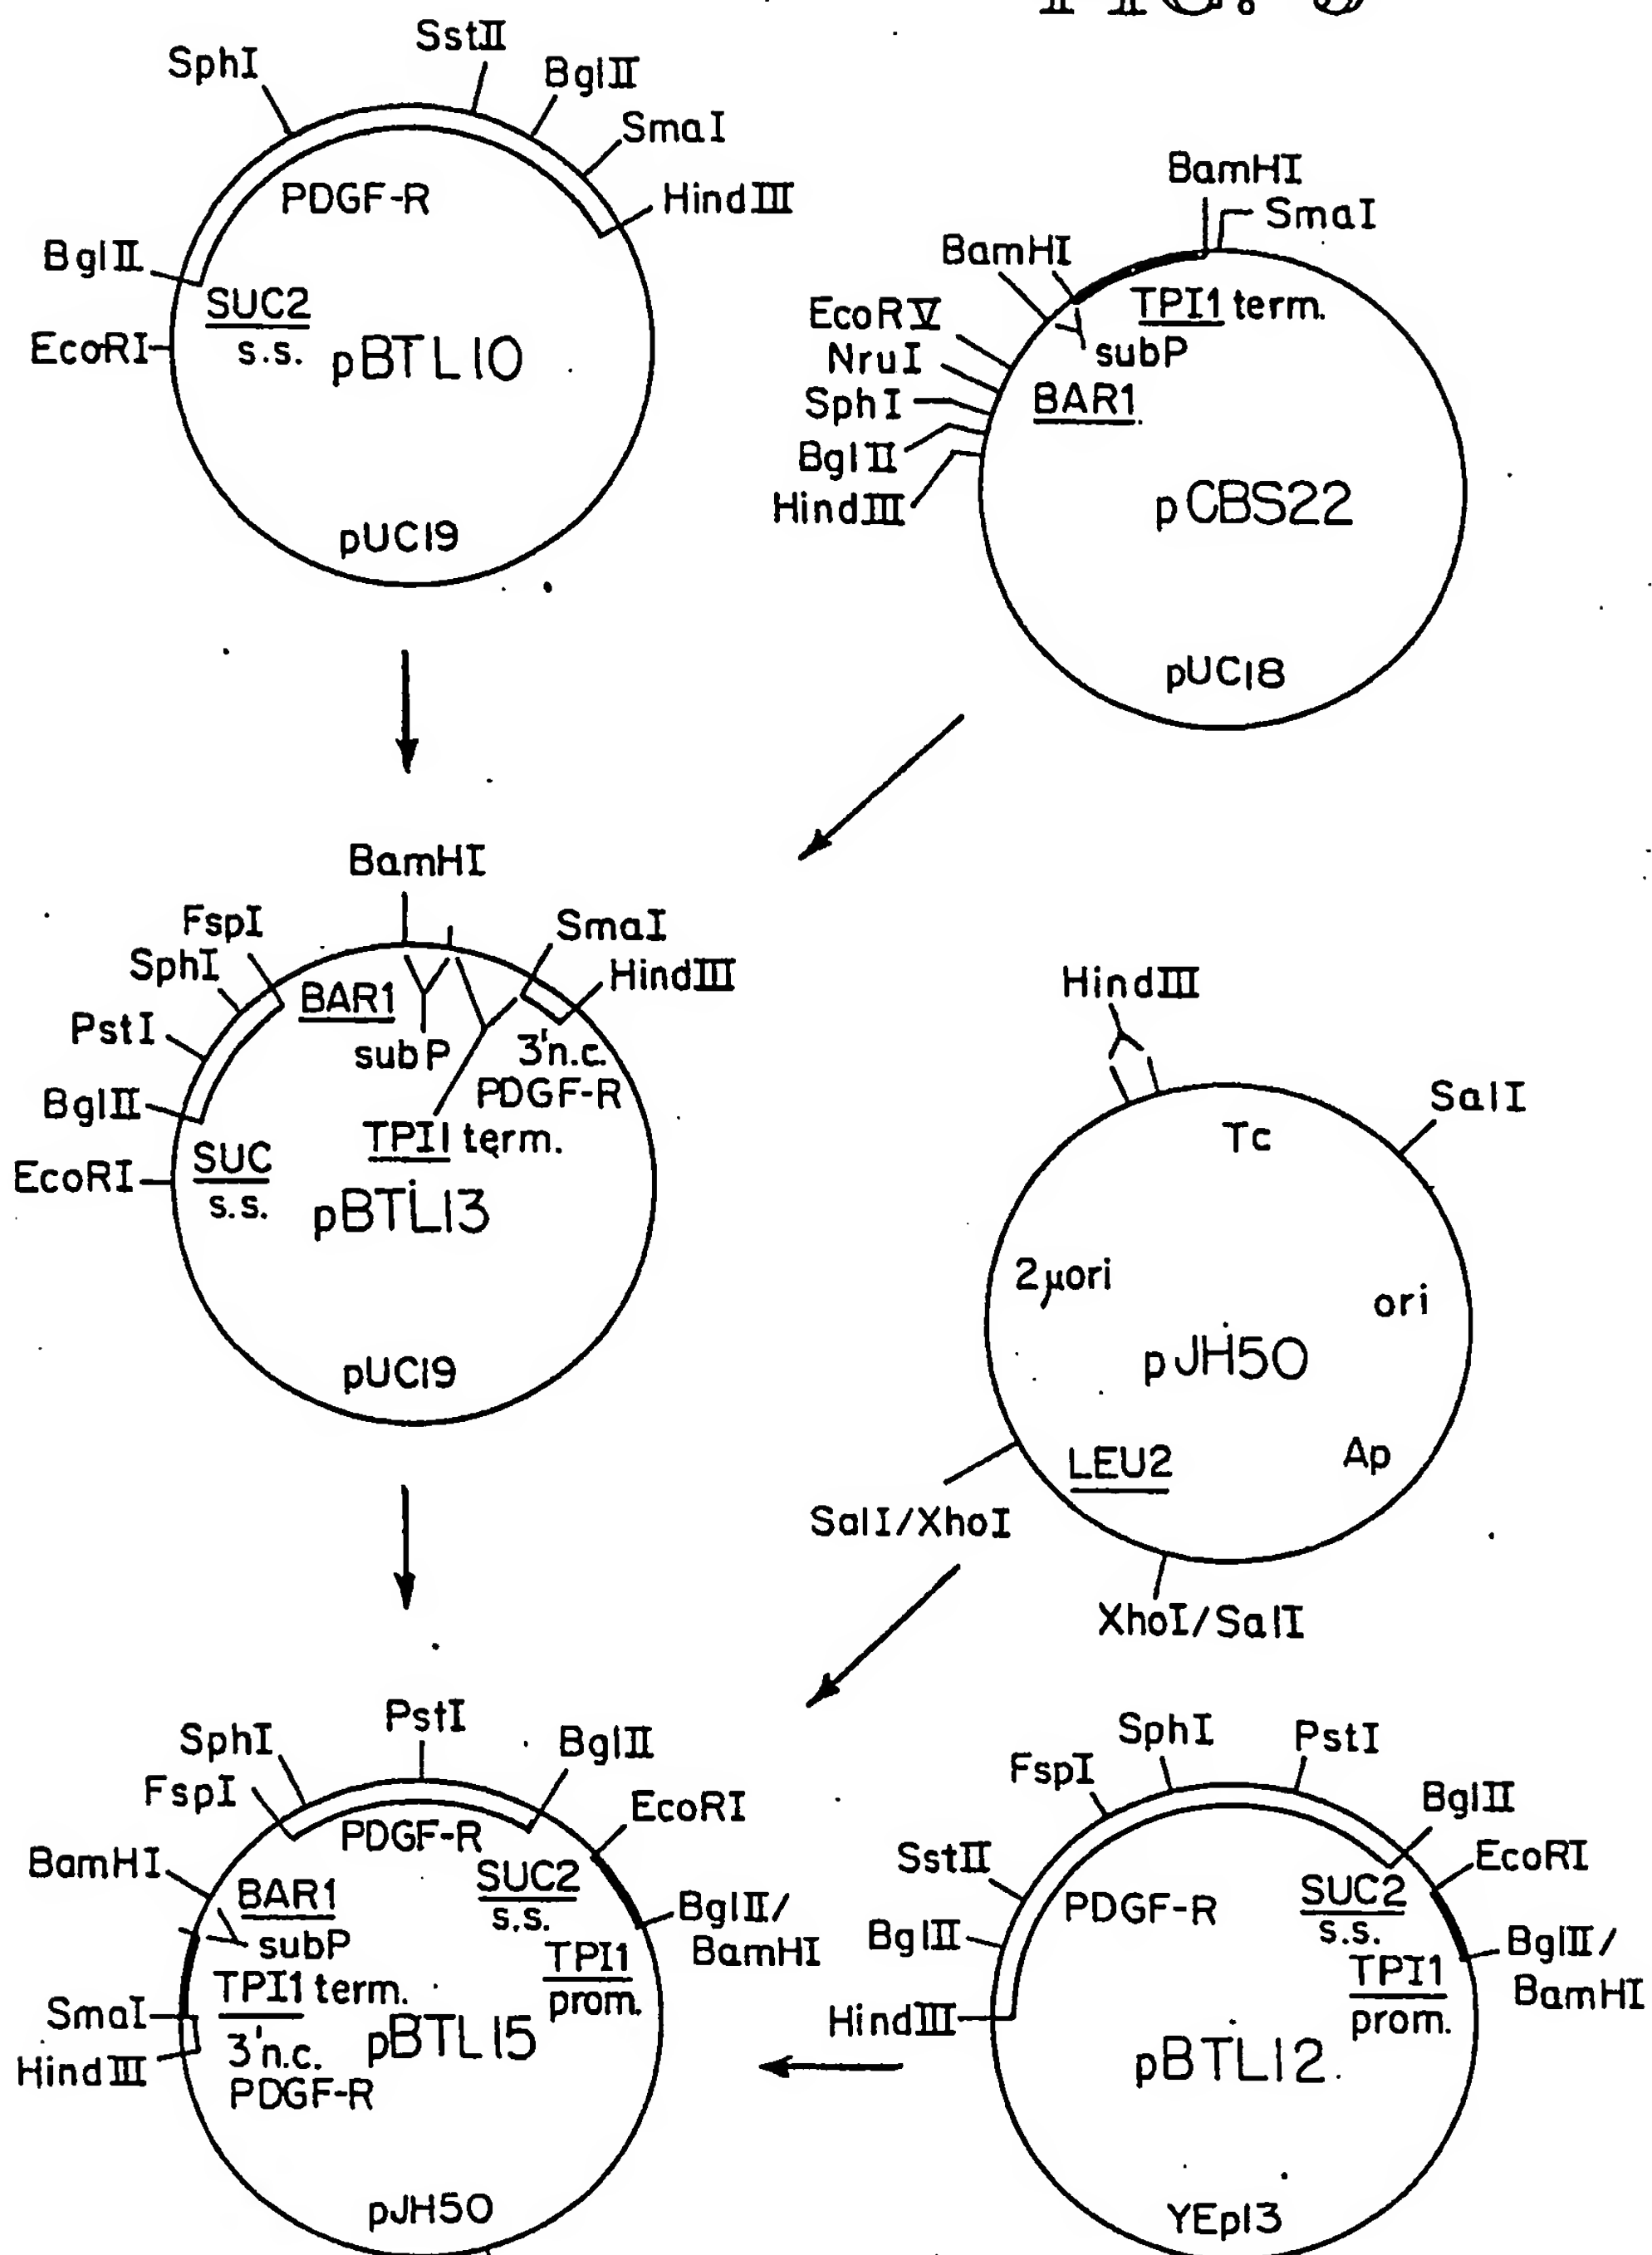 SphI
SstII
BglII
SmaI
HindIII
PDGF-R
BglII
SUC2
s.s.
EcoRI
pBTL10
pUC19
BamHI
SmaI
BamHI
TPI1 term.
EcoRV
subP
NruI
BAR1
SphI
BglII
HindIII
pCBS22
pUC18
BamHI
FspI
SmaI
SphI
HindIII
BAR1
PstI
subP
3'n.c.
PDGF-R
BglII
TPI1 term.
SUC
s.s.
EcoRI
pBTL13
pUC19
HindIII
SalI
Tc
2μori
ori
pJH50
LEU2
Ap
SalI/XhoI
XhoI/SalI
PstI
SphI
BglII
FspI
EcoRI
PDGF-R
BamHI
SUC2
s.s.
BAR1
BglII/
BamHI
subP
TPI1
prom.
TPI1 term.
SmaI
3'n.c.
PDGF-R
pBTL15
HindIII
pJH50
SphI
PstI
FspI
BglII
EcoRI
SstII
SUC2
s.s.
PDGF-R
BglII
BglII/
BamHI
TPI1
prom.
HindIII
pBTL12
YEp13